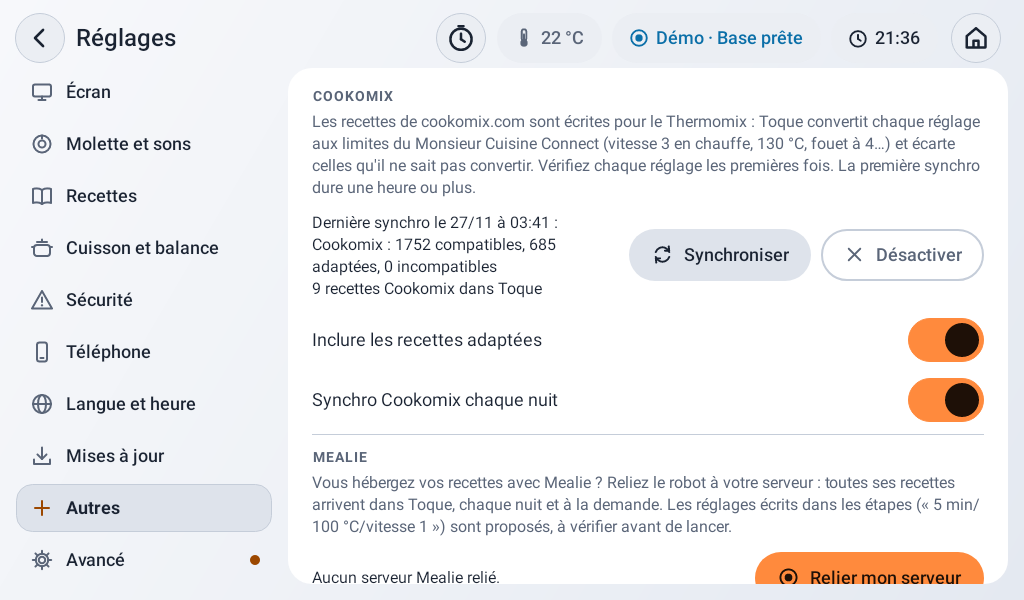 Réglages
22 °C
Démo · Base prête
21:36
Écran
Molette et sons
Recettes
Cuisson et balance
Sécurité
Téléphone
Langue et heure
Mises à jour
Autres
Avancé
COOKOMIX
Les recettes de cookomix.com sont écrites pour le Thermomix : Toque convertit chaque réglage
aux limites du Monsieur Cuisine Connect (vitesse 3 en chauffe, 130 °C, fouet à 4…) et écarte
celles qu'il ne sait pas convertir. Vérifiez chaque réglage les premières fois. La première synchro
dure une heure ou plus.
Dernière synchro le 27/11 à 03:41 :
Cookomix : 1752 compatibles, 685
adaptées, 0 incompatibles
9 recettes Cookomix dans Toque
Synchroniser
Désactiver
Inclure les recettes adaptées
Synchro Cookomix chaque nuit
MEALIE
Vous hébergez vos recettes avec Mealie ? Reliez le robot à votre serveur : toutes ses recettes
arrivent dans Toque, chaque nuit et à la demande. Les réglages écrits dans les étapes (« 5 min/
100 °C/vitesse 1 ») sont proposés, à vérifier avant de lancer.
Aucun serveur Mealie relié.
Relier mon serveur